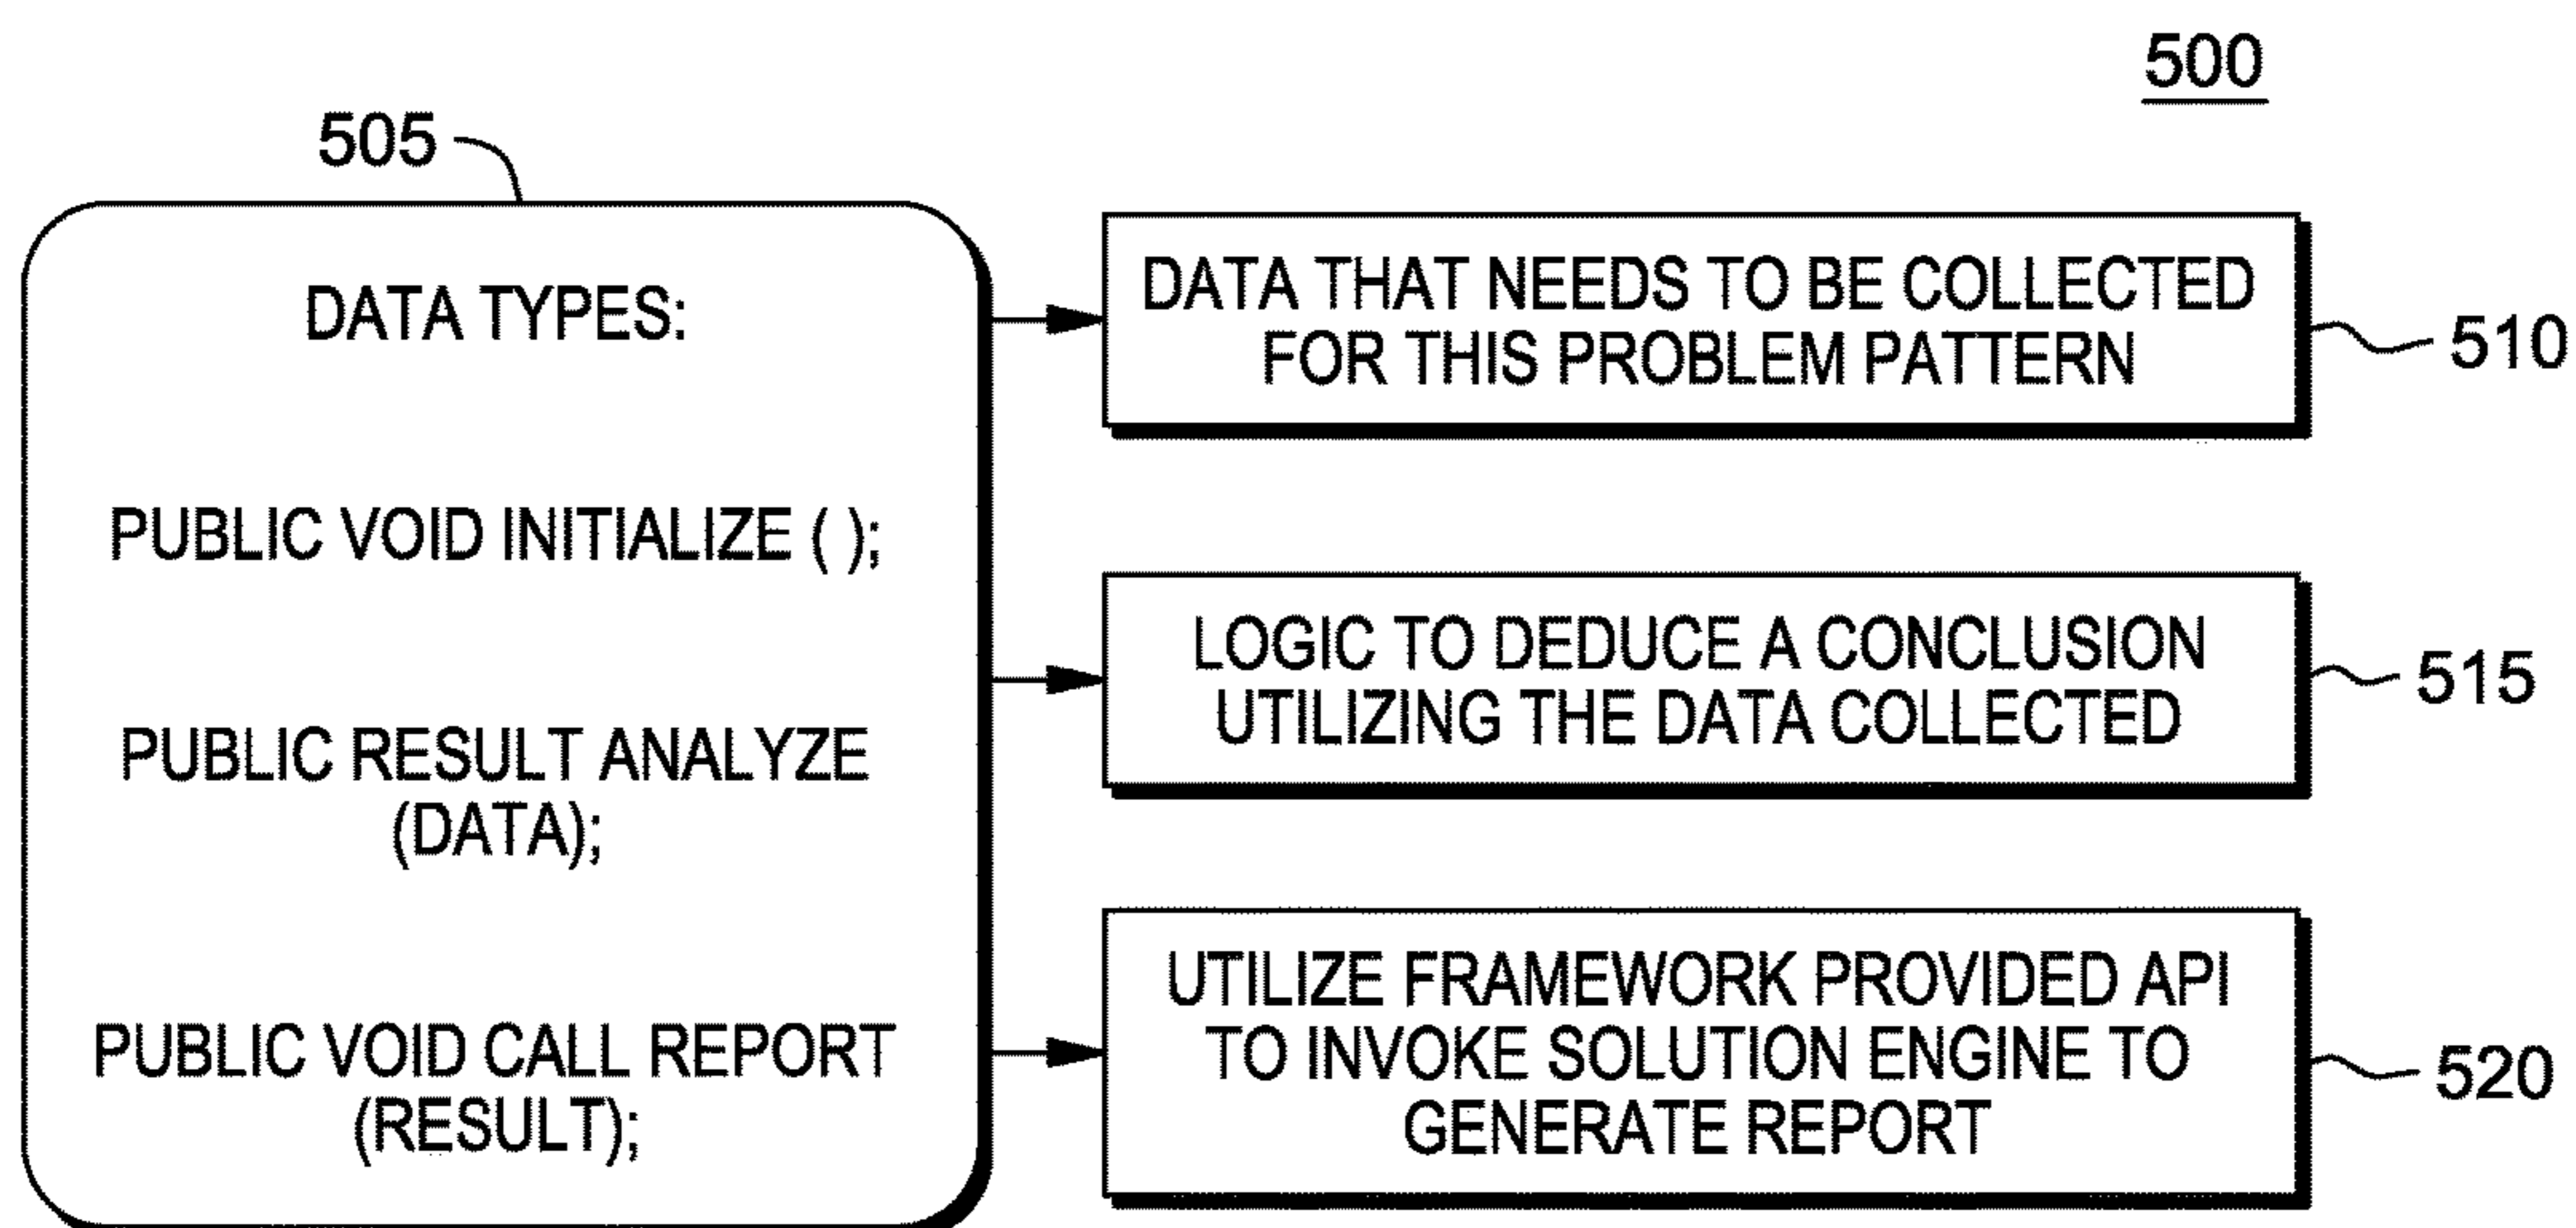 500
505
DATA TYPES:
PUBLIC VOID INITIALIZE ( );
PUBLIC RESULT ANALYZE
(DATA);
PUBLIC VOID CALL REPORT
(RESULT);
DATA THAT NEEDS TO BE COLLECTED
FOR THIS PROBLEM PATTERN
510
LOGIC TO DEDUCE A CONCLUSION
UTILIZING THE DATA COLLECTED
515
UTILIZE FRAMEWORK PROVIDED API
TO INVOKE SOLUTION ENGINE TO
GENERATE REPORT
520